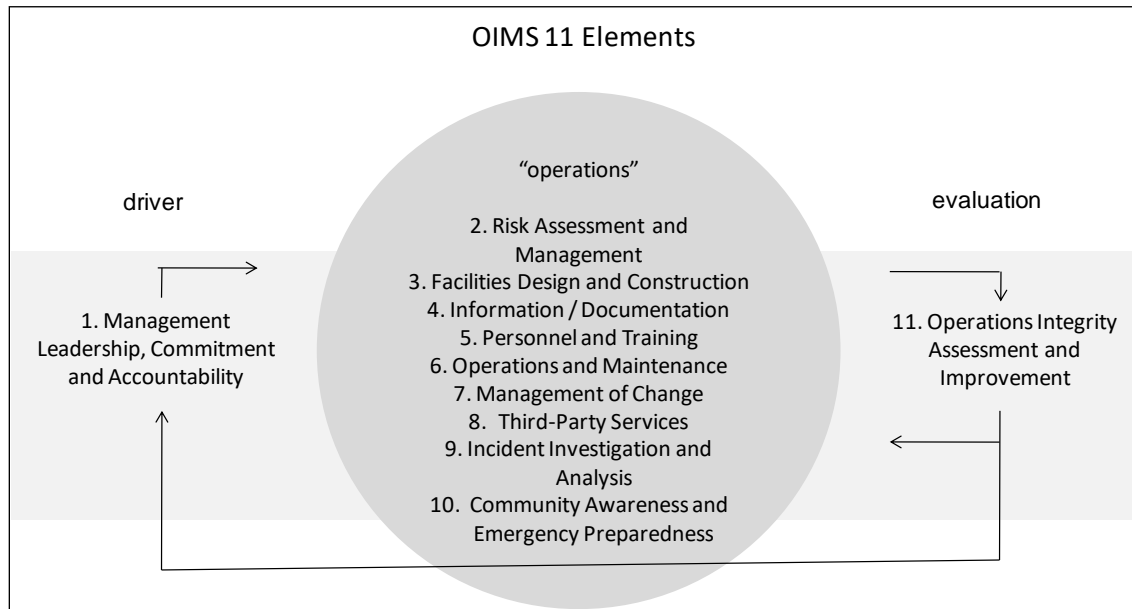 OIMS 11 Elements
driver
1. Management
Leadership, Commitment
and Accountability
“operations”
2. Risk Assessment and
Management
3. Facilities Design and Construction
4. Information / Documentation
5. Personnel and Training
6. Operations and Maintenance
7. Management of Change
8. Third-Party Services
9. Incident Investigation and
Analysis
10. Community Awareness and
Emergency Preparedness
evaluation
11. Operations Integrity
Assessment and
Improvement